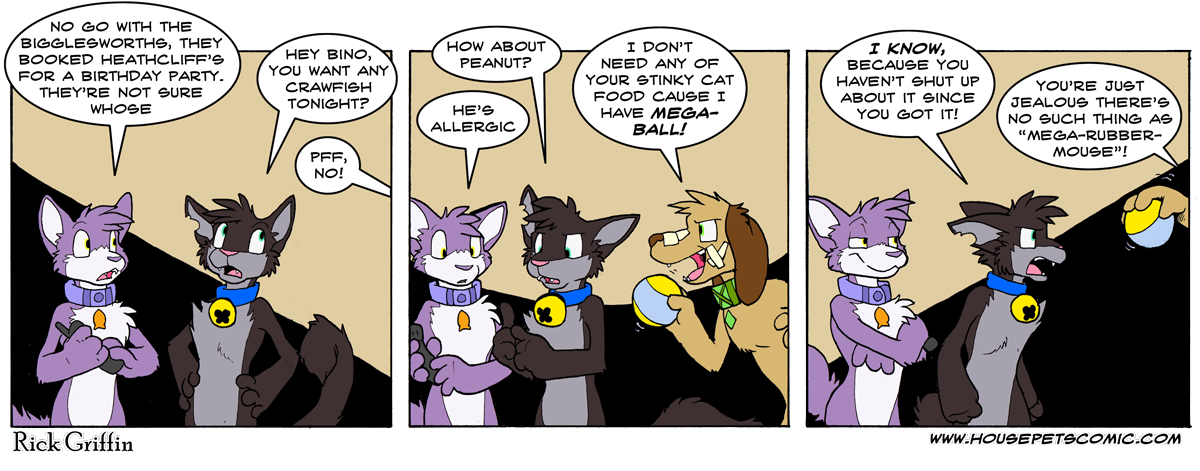 NO GO WITH THE
BIGGLESWORTHS, THEY
BOOKED HEATHCLIFF'S
FOR A BIRTHDAY PARTY.
THEY'RE NOT SURE
WHOSE
HEY BINO,
YOU WANT ANY
CRAWFISH
TONIGHT?
PFF,
NO!
HOW ABOUT
PEANUT?
HE'S
ALLERGIC
I DON'T
NEED ANY OF
YOUR STINKY CAT
FOOD CAUSE I
HAVE MEGA-
BALL!
I KNOW,
BECAUSE YOU
HAVEN'T SHUT UP
ABOUT IT SINCE
YOU GOT IT!
YOU'RE JUST
JEALOUS THERE'S
NO SUCH THING AS
"MEGA-RUBBER-
MOUSE"!
Rick Griffin
WWW.HOUSEPETSCOMIC.COM